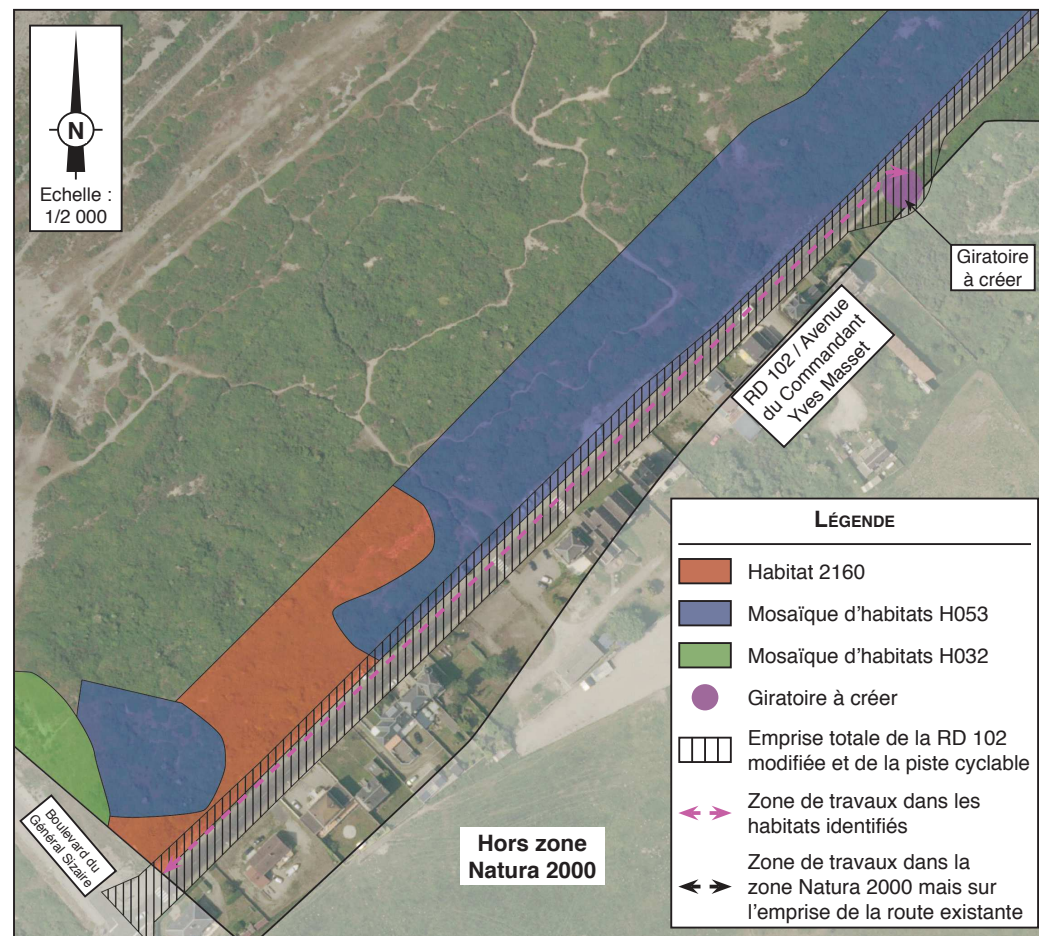 N
Echelle :
1/2 000
Giratoire
à créer
RD 102 / Avenue
du Commandant
Yves Masset
Boulevard du
Général Sizaire
Hors zone
Natura 2000
LÉGENDE
Habitat 2160
Mosaïque d'habitats H053
Mosaïque d'habitats H032
Giratoire à créer
Emprise totale de la RD 102
modifiée et de la piste cyclable
Zone de travaux dans les
habitats identifiés
Zone de travaux dans la
zone Natura 2000 mais sur
l'emprise de la route existante